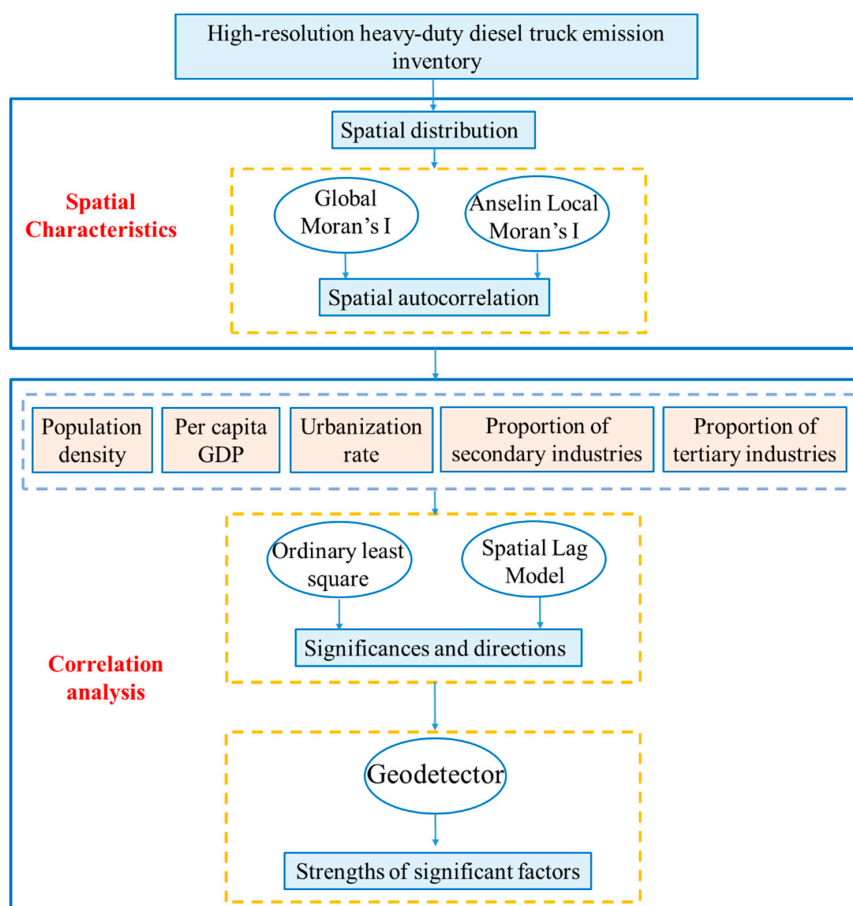 High-resolution heavy-duty diesel truck emission
inventory
Spatial distribution
Spatial
Characteristics
Global
Moran's I
Anselin Local
Moran's I
Spatial autocorrelation
Population
density
Per capita
GDP
Urbanization
rate
Proportion of
secondary industries
Proportion of
tertiary industries
Ordinary least
square
Spatial Lag
Model
Significances and directions
Correlation
analysis
Geodetector
Strengths of significant factors